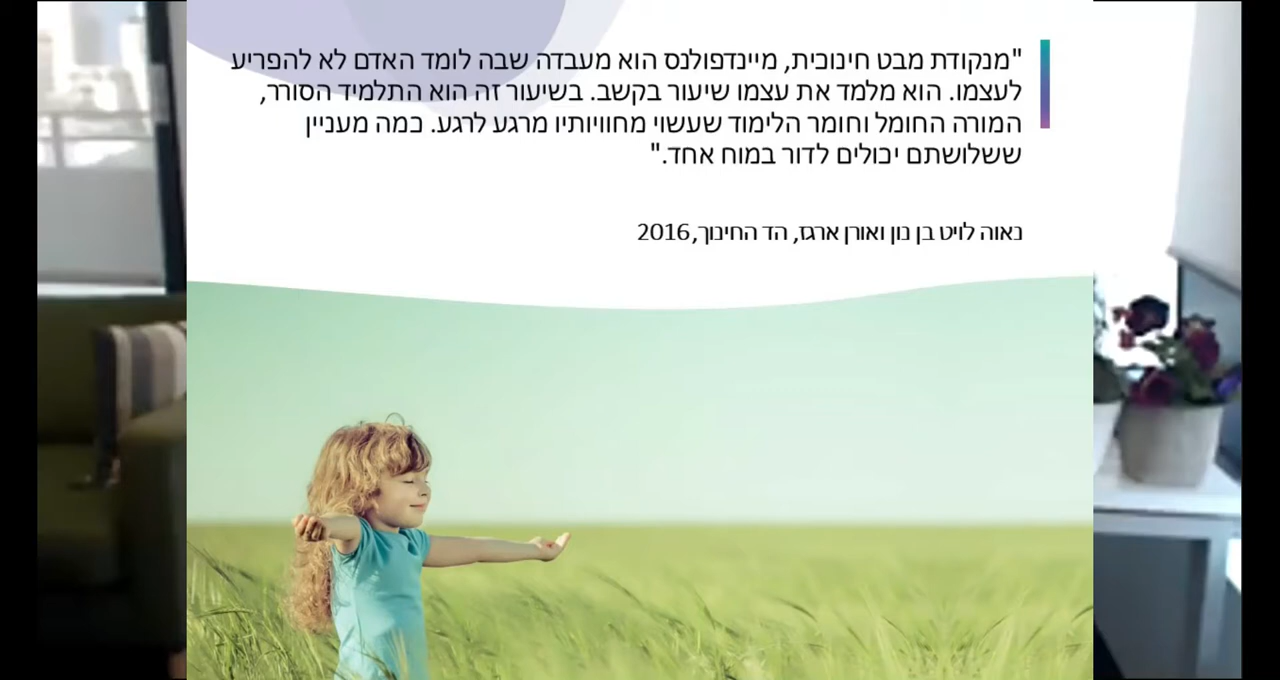 "מנקודת מבט חינוכית, מיינדפולנס הוא מעבדה שבה לומד האדם לא להפריע
לעצמו. הוא מלמד את עצמו שיעור בקשב. בשיעור זה הוא התלמיד הסורר,
המורה החומל וחומר הלימוד שעשוי מחוויותיו מרגע לרגע. כמה מעניין
ששלושתם יכולים לדור במוח אחד."
נאוה לויט בן נון ואורן ארגז, הד החינוך,2016